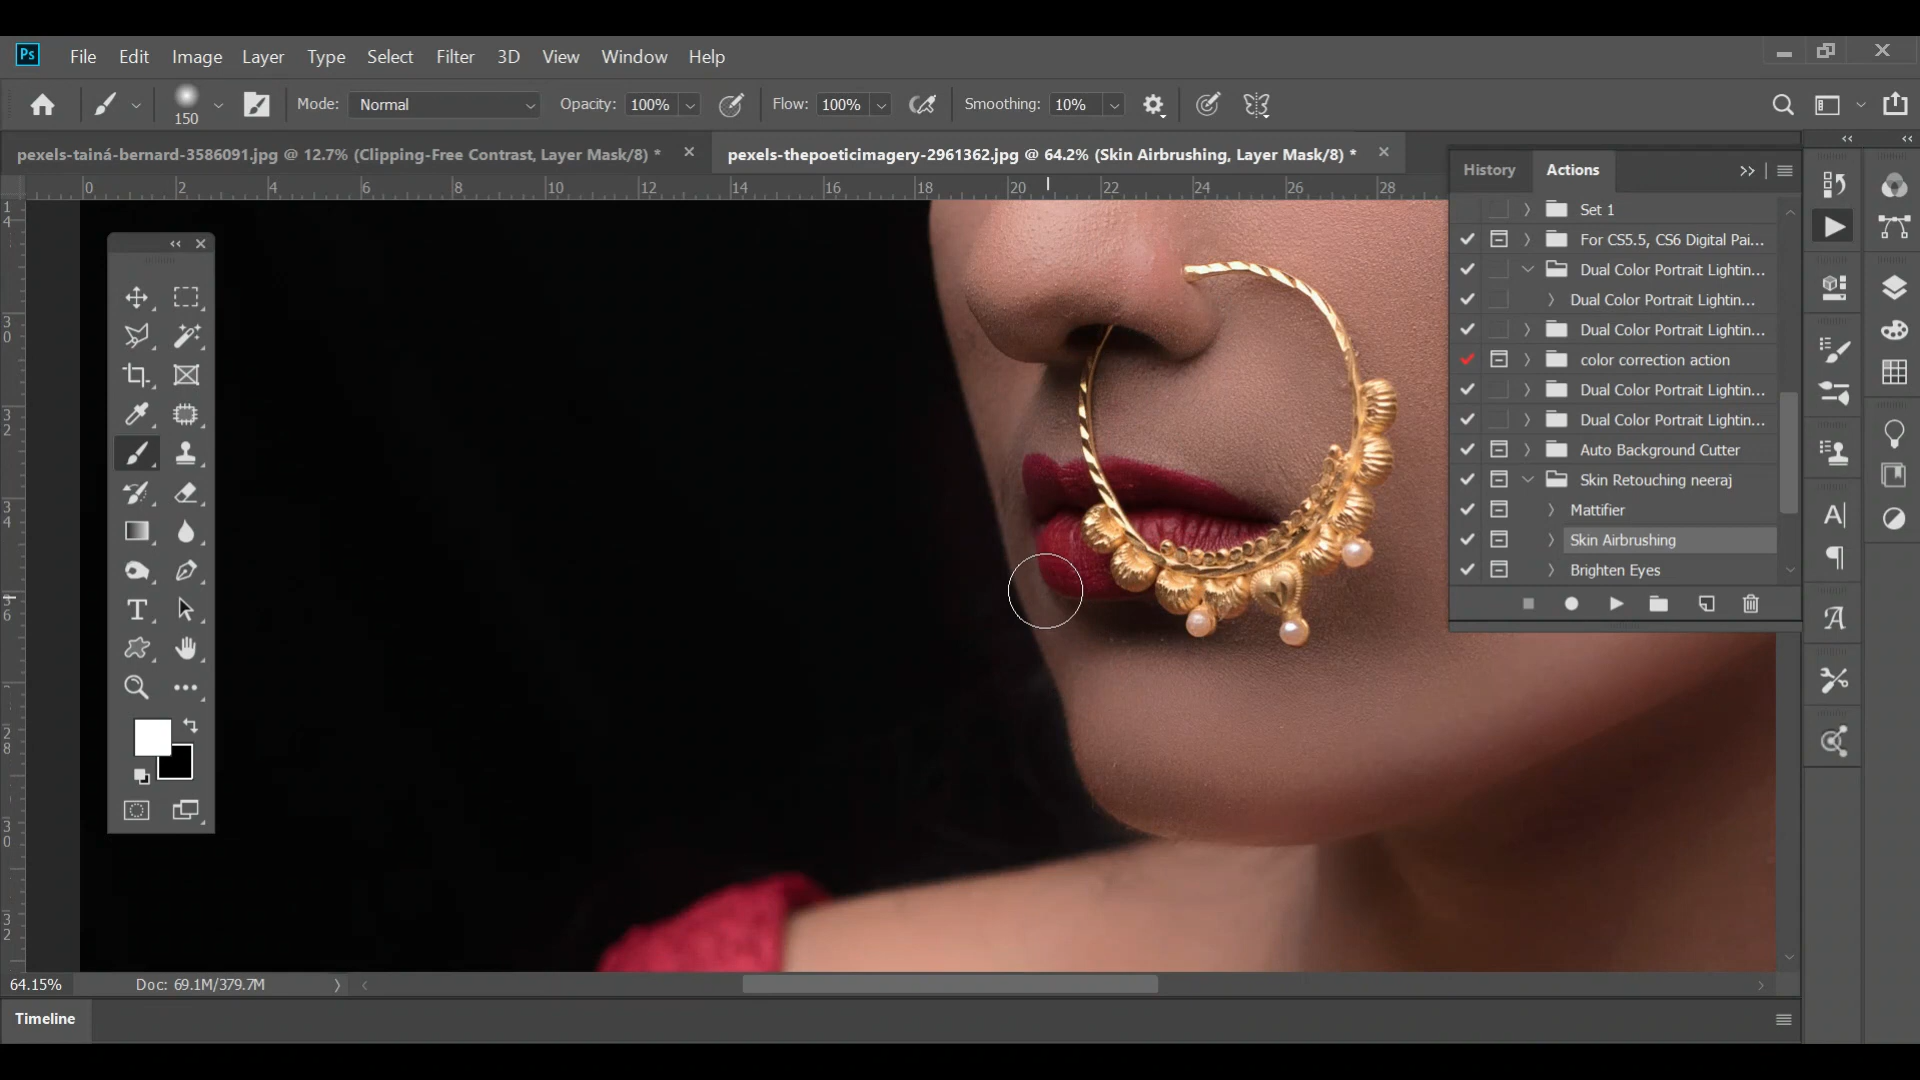 Ps File Edit Image Layer Type Select Filter 3D View Window Help
150 Mode: Normal Opacity: 100% Flow: 100% Smoothing: 10%
pexels-tainá-bernard-3586091.jpg @ 12.7% (Clipping-Free Contrast, Layer Mask/8) * pexels-thepoeticimagery-2961362.jpg @ 64.2% (Skin Airbrushing, Layer Mask/8) *
0 2 4 6 8 10 12 14 16 18 20 22 24 26 28
History Actions
Set 1
For CS5.5, CS6 Digital Pai...
Dual Color Portrait Lightin...
Dual Color Portrait Lightin...
Dual Color Portrait Lightin...
color correction action
Dual Color Portrait Lightin...
Dual Color Portrait Lightin...
Auto Background Cutter
Skin Retouching neeraj
Mattifier
Skin Airbrushing
Brighten Eyes
64.15% Doc: 69.1M/379.7M
Timeline